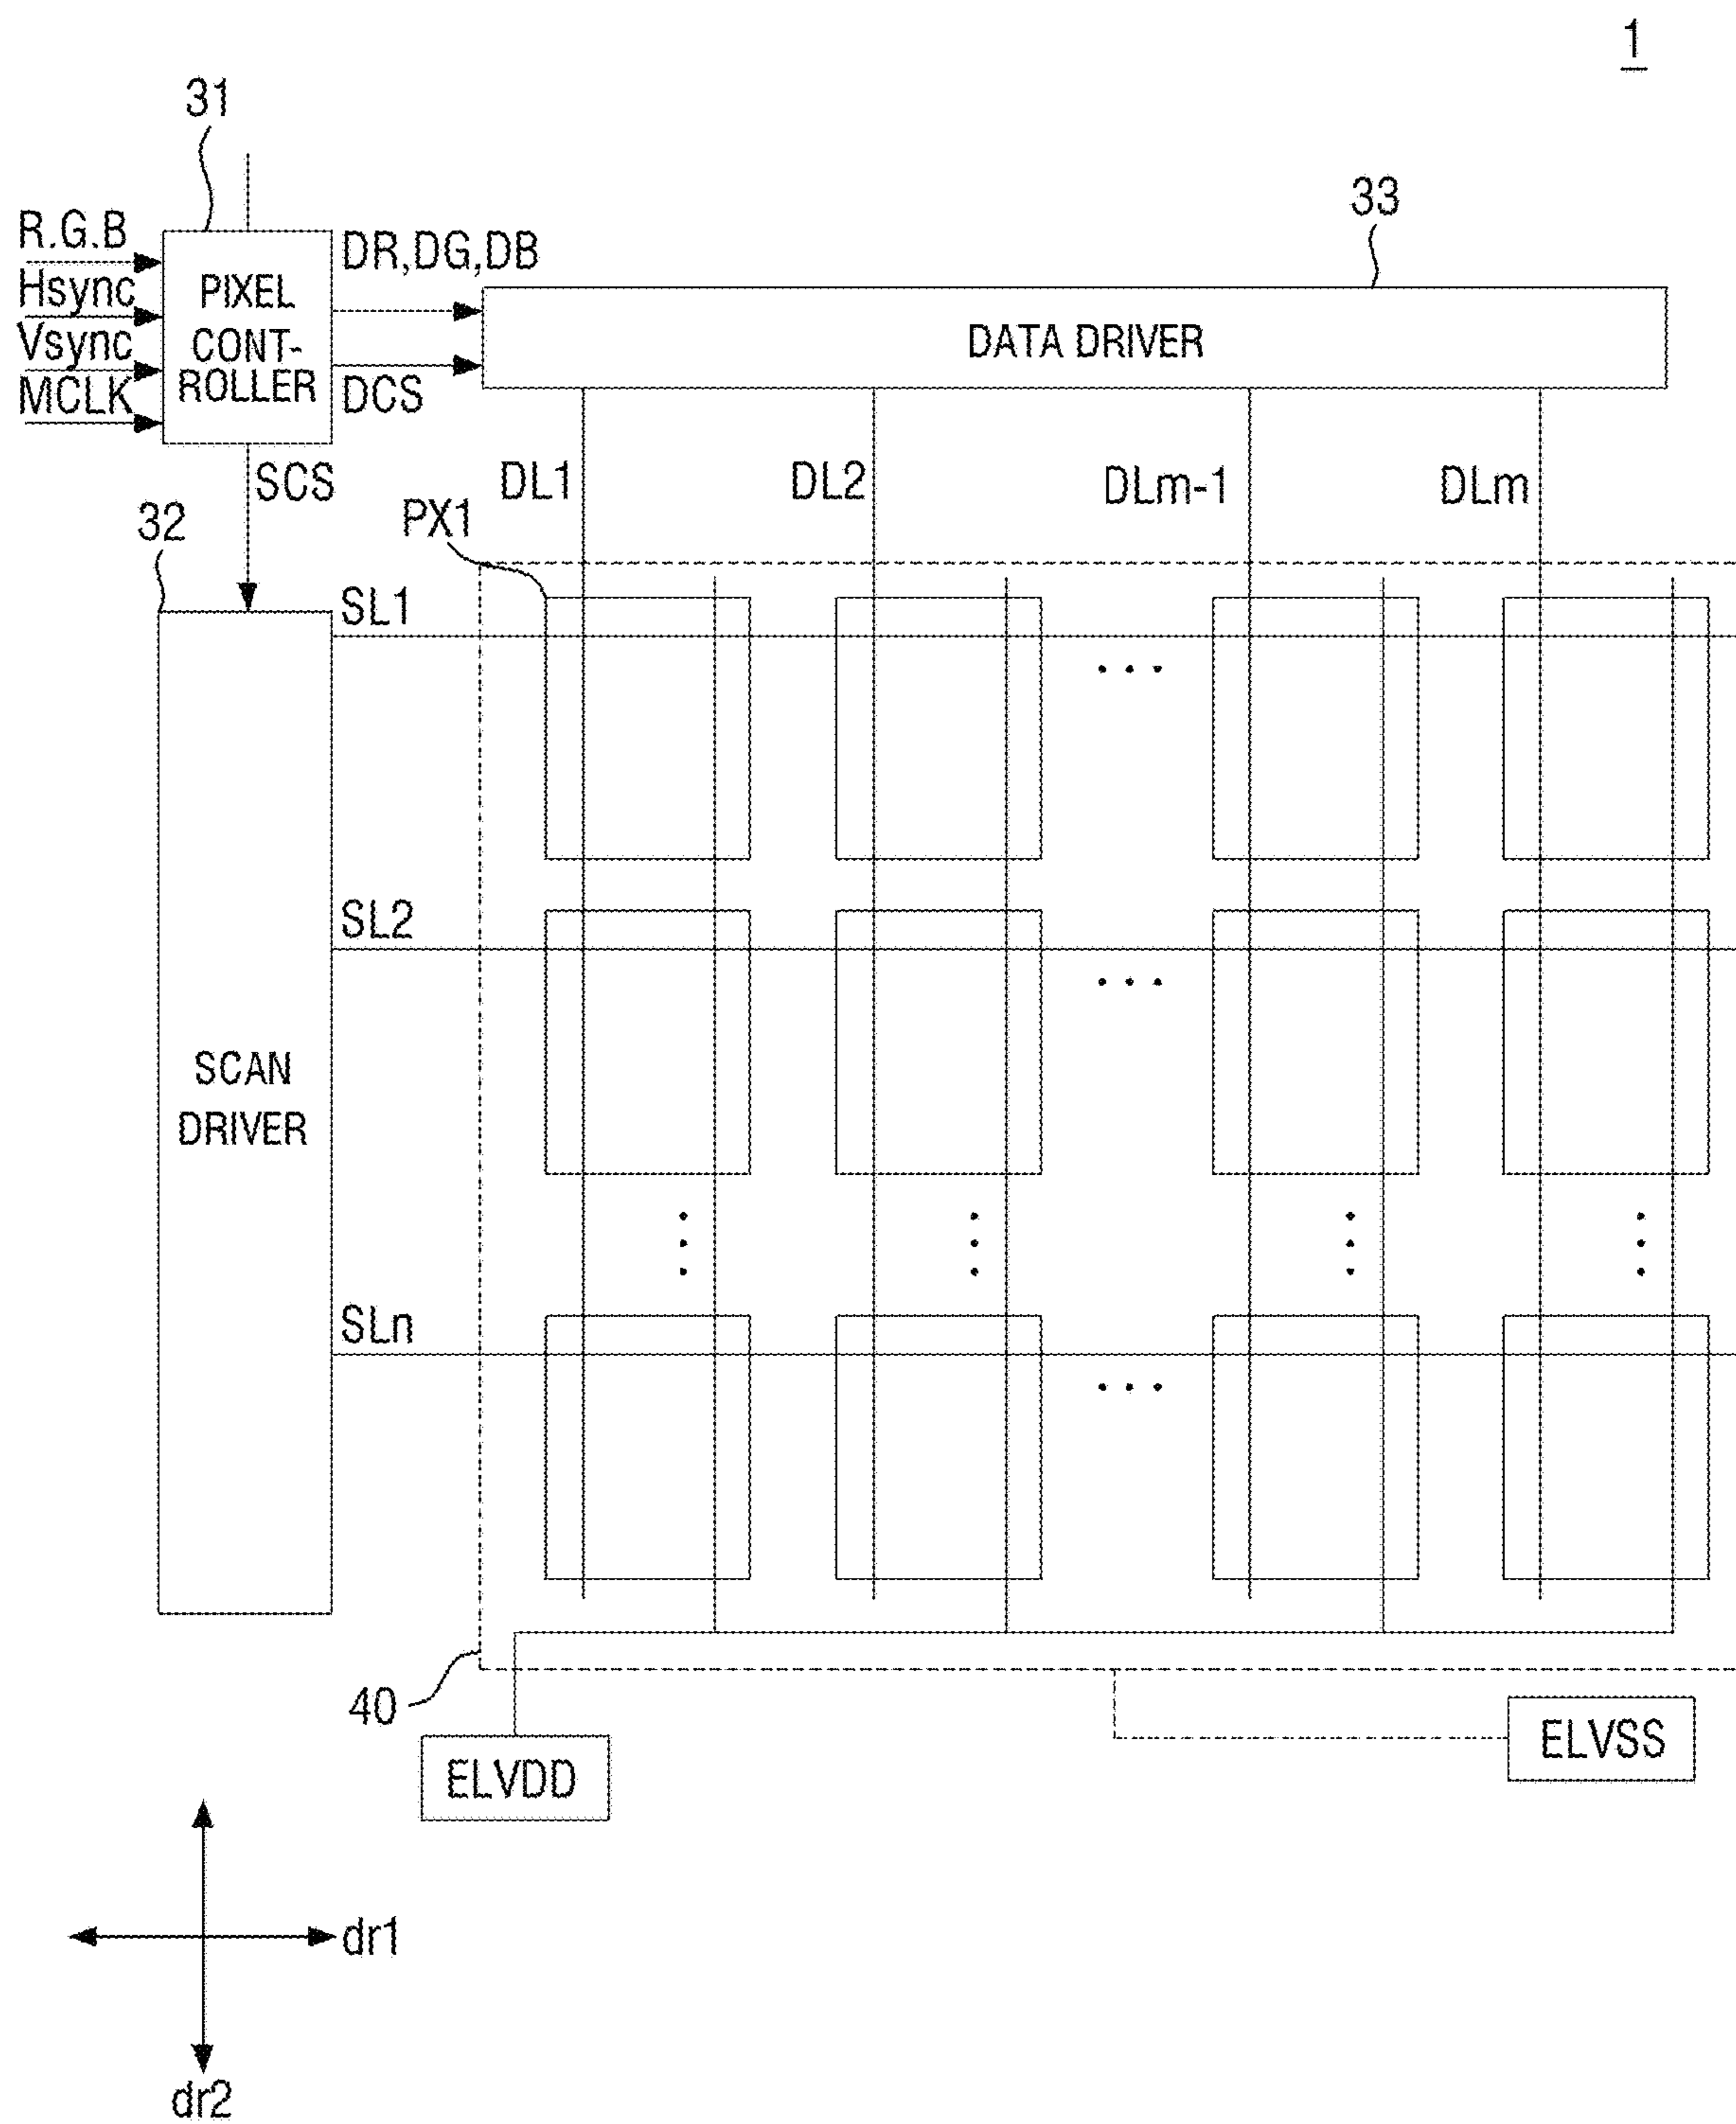 1
31
33
R.G.B
Hsync
Vsync
MCLK
PIXEL
CONT-
ROLLER
DR,DG,DB
DCS
DATA DRIVER
SCS
DL1
DL2
DLm-1
DLm
32
PX1
SL1
SL2
SCAN
DRIVER
SLn
40
ELVDD
ELVSS
dr1
dr2